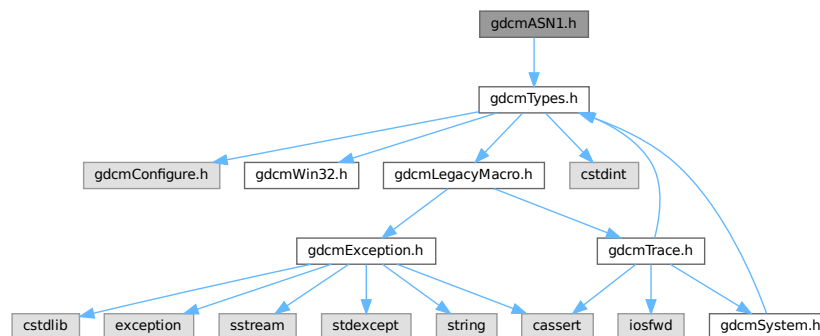 gdcmASN1.h
gdcmTypes.h
gdcmConfigure.h
gdcmWin32.h
gdcmLegacyMacro.h
cstdint
gdcmException.h
gdcmTrace.h
cstdlib
exception
sstream
stdexcept
string
cassert
iosfwd
gdcmSystem.h